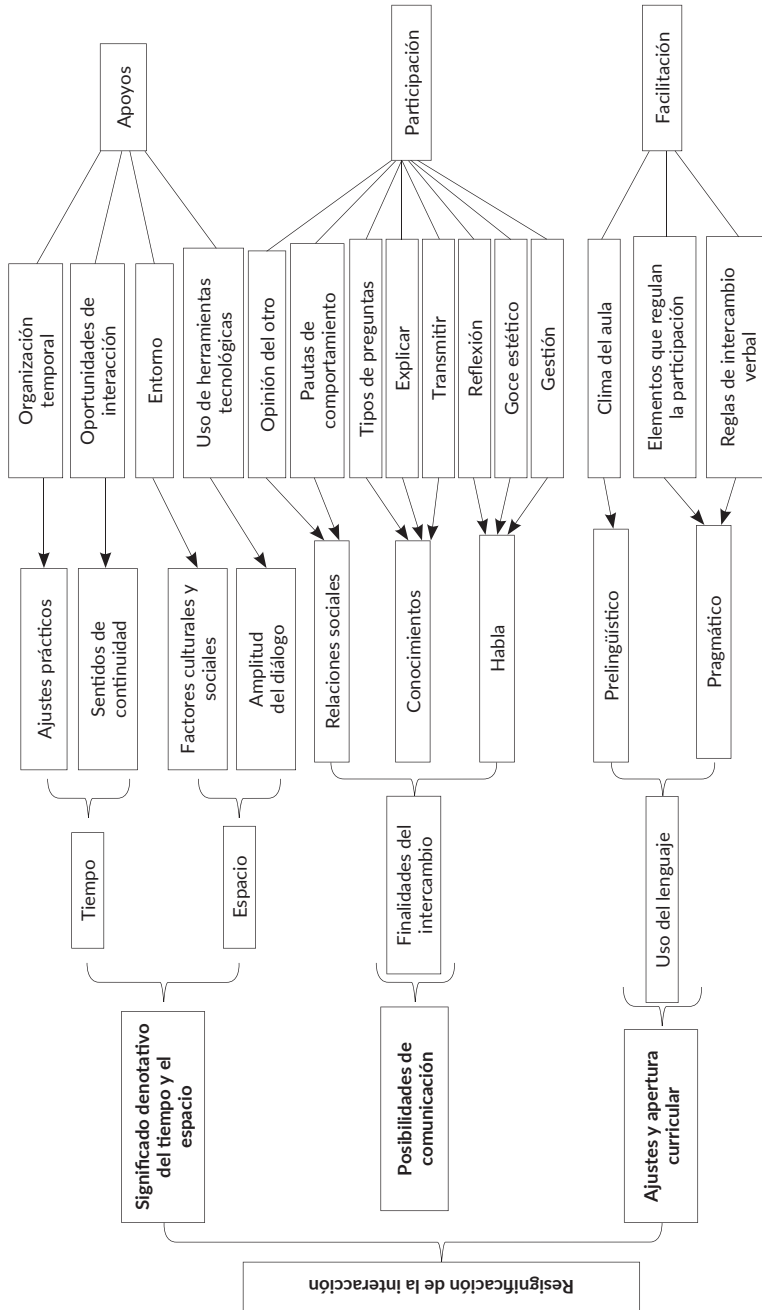 Resignificación de la interacción
Significado denotativo
del tiempo y el
espacio
Posibilidades de
comunicación
Ajustes y apertura
curricular
Tiempo
Espacio
Finalidades del
intercambio
Uso del lenguaje
Ajustes prácticos
Sentidos de
continuidad
Factores culturales y
sociales
Amplitud
del diálogo
Relaciones sociales
Conocimientos
Habla
Prelingüístico
Pragmático
Organización
temporal
Oportunidades de
interacción
Entorno
Uso de herramientas
tecnológicas
Opinión del otro
Pautas de
comportamiento
Tipos de preguntas
Explicar
Transmitir
Reflexión
Goce estético
Gestión
Clima del aula
Elementos que regulan
la participación
Reglas de intercambio
verbal
Apoyos
Participación
Facilitación